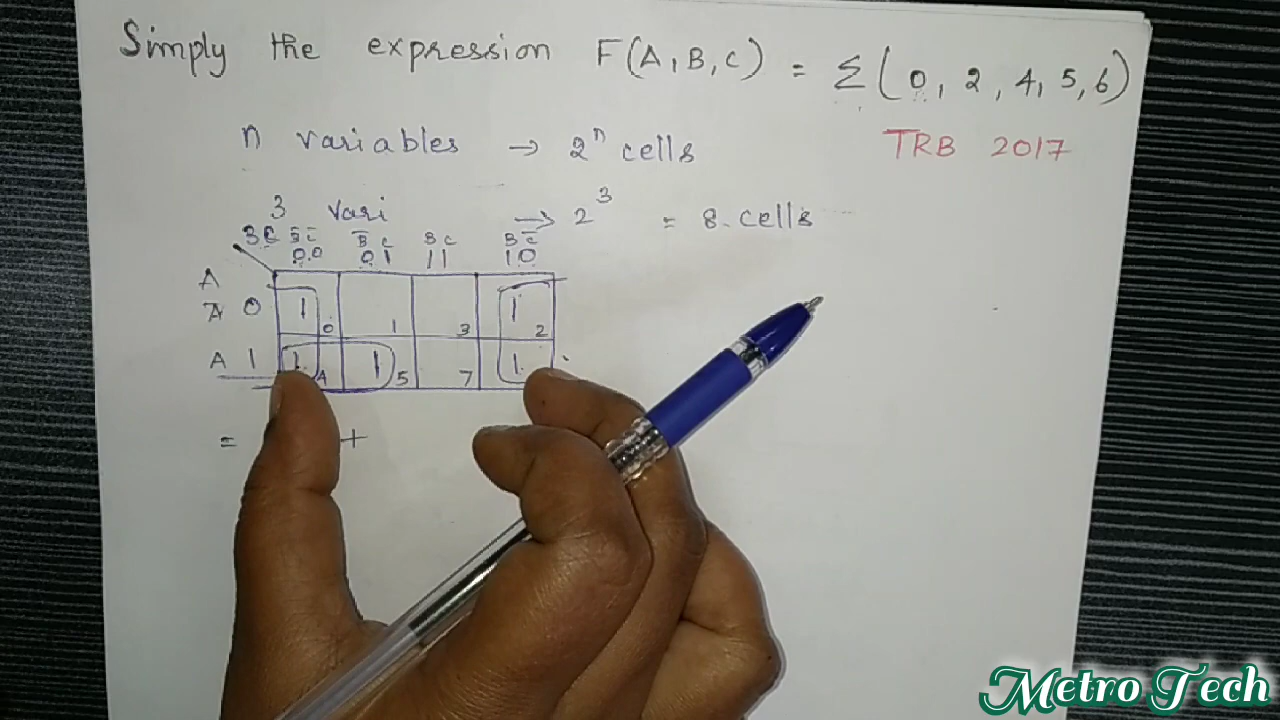 Simply the expression F(A,B,C) = Σ(0, 2, 4, 5, 6)
n variables → 2ⁿ cells
TRB 2017
3 vari → 2³ = 8 cells
B̅ C̅ B̅ C B C B C̅
00 01 11 10
A
A̅ 0 1 0 1 3 1 2
A 1 1 4 1 5 7 1
= +
Metro Tech